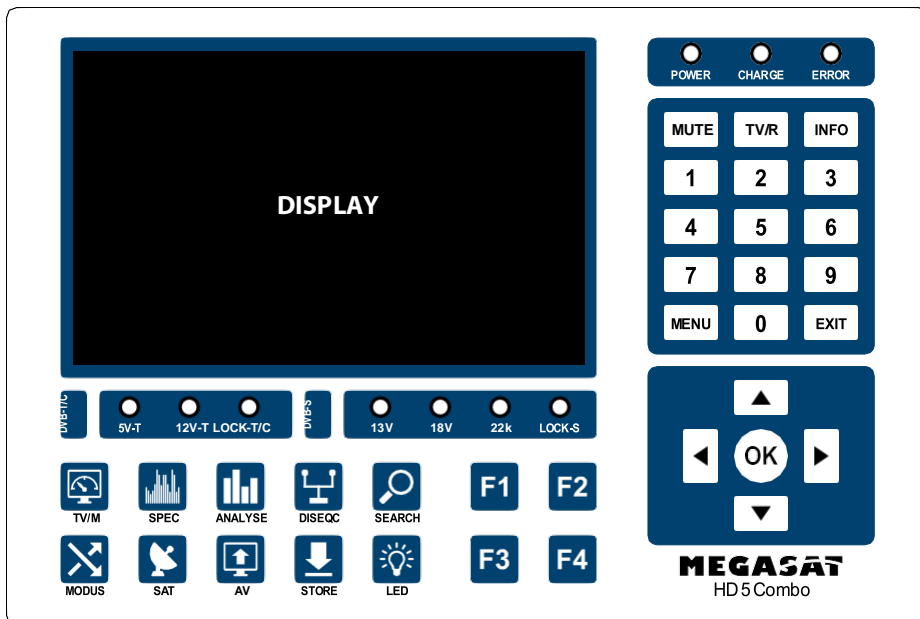 DISPLAY
POWER CHARGE ERROR
MUTE TV/R INFO
1 2 3
4 5 6
7 8 9
MENU 0 EXIT
DVB-T/C
5V-T 12V-T LOCK-T/C
DVB-S
13V 18V 22k LOCK-S
OK
TV/M SPEC ANALYSE DISEQC SEARCH
F1 F2
MODUS SAT AV STORE LED
F3 F4
MEGASAT
HD 5 Combo